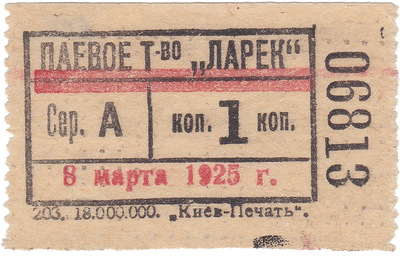 ПАЕВОЕ Т-ВО „ЛАРЕК“
Сер. А
коп. 1 коп.
8 марта 1925 г.
203. 18.000.000. „Киев-Печать“.
06813